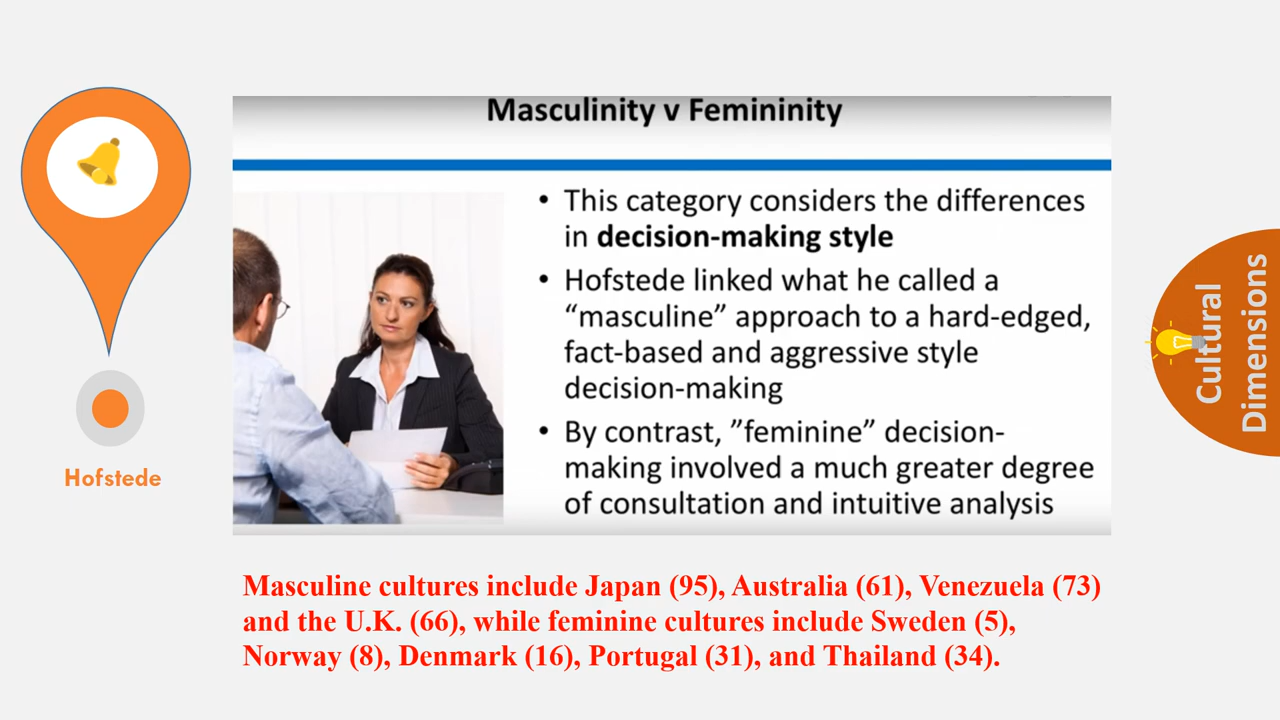 Masculinity v Femininity
• This category considers the differences
in decision-making style
• Hofstede linked what he called a
“masculine” approach to a hard-edged,
fact-based and aggressive style
decision-making
• By contrast, ”feminine” decision-
making involved a much greater degree
of consultation and intuitive analysis
Hofstede
Cultural
Dimensions
Masculine cultures include Japan (95), Australia (61), Venezuela (73)
and the U.K. (66), while feminine cultures include Sweden (5),
Norway (8), Denmark (16), Portugal (31), and Thailand (34).